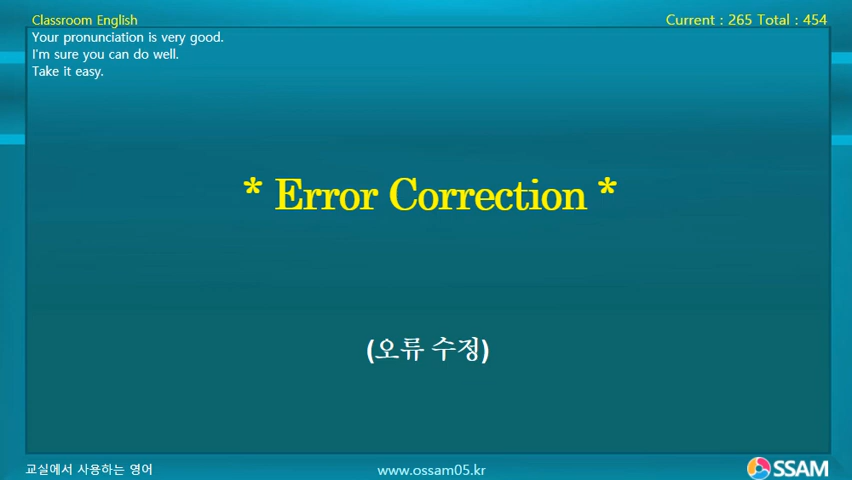 Classroom English
Current : 265 Total : 454
Your pronunciation is very good.
I'm sure you can do well.
Take it easy.
* Error Correction *
(오류 수정)
교실에서 사용하는 영어
www.ossam05.kr
OSSAM